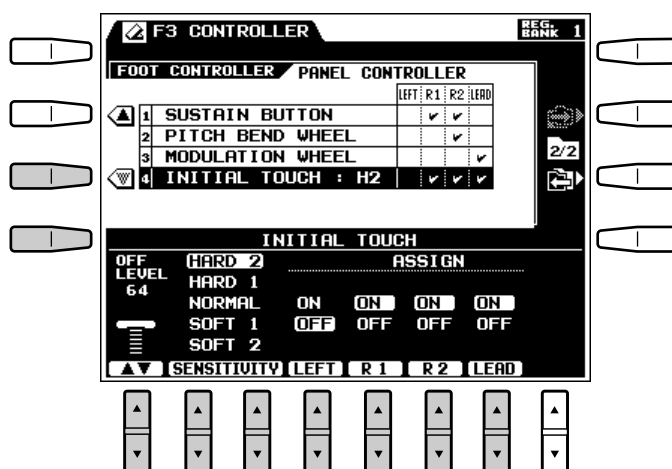 F3 CONTROLLER
REG. BANK 1
FOOT CONTROLLER PANEL CONTROLLER
LEFT R1 R2 LEAD
1 SUSTAIN BUTTON
2 PITCH BEND WHEEL
3 MODULATION WHEEL
2/2
4 INITIAL TOUCH : H2
INITIAL TOUCH
OFF LEVEL 64
HARD 2
HARD 1
NORMAL
SOFT 1
SOFT 2
ASSIGN
ON ON ON ON
OFF OFF OFF OFF
▲▼ SENSITIVITY LEFT R 1 R 2 LEAD